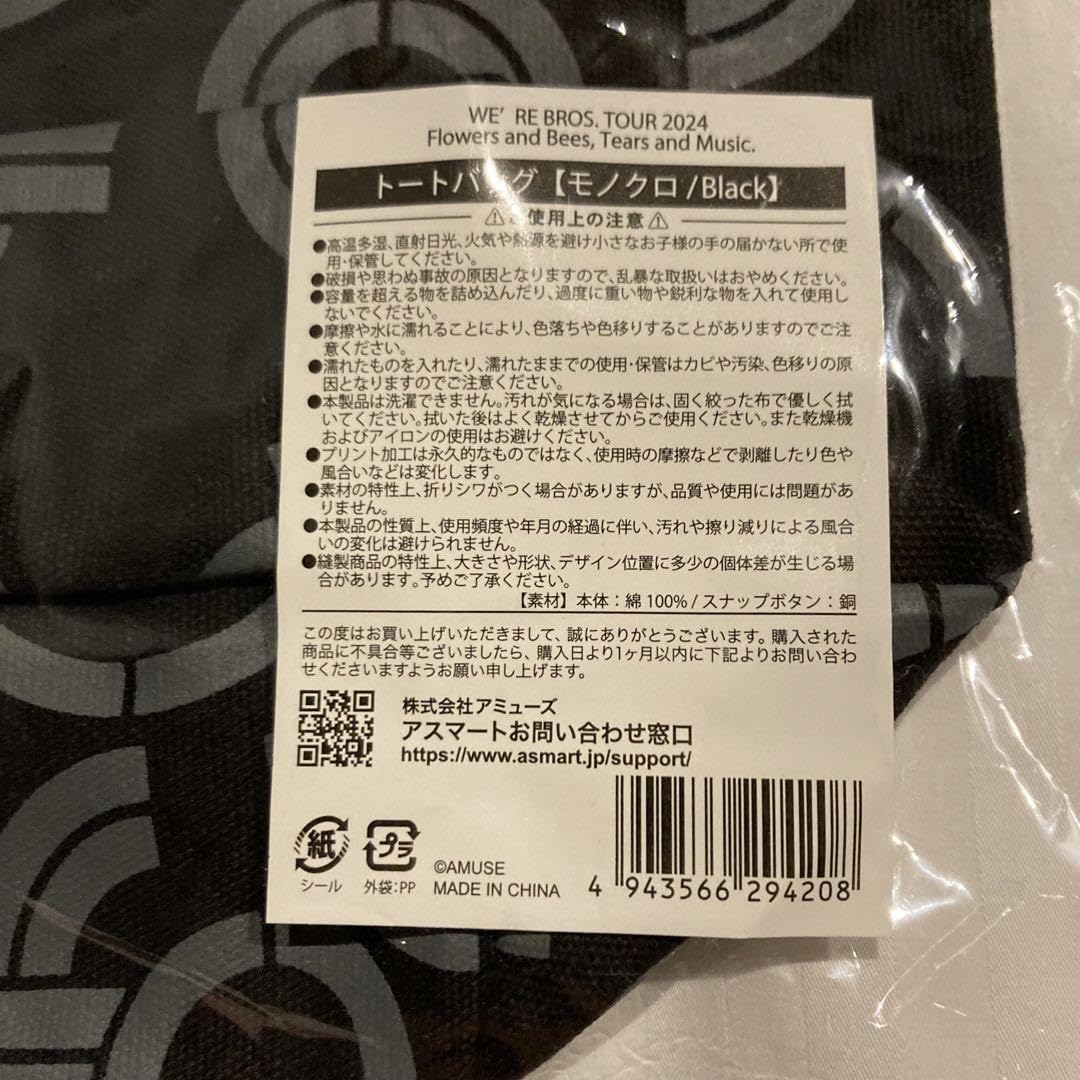 WE' RE BROS. TOUR 2024
Flowers and Bees, Tears and Music.
トートバッグ【モノクロ/Black】
⚠ご使用上の注意⚠
●高温多湿、直射日光、火気や熱源を避け小さなお子様の手の届かない所で使
用・保管してください。
●破損や思わぬ事故の原因となりますので、乱暴な取扱いはおやめください。
●容量を超える物を詰め込んだり、過度に重い物や鋭利な物を入れて使用し
ないでください。
●摩擦や水に濡れることにより、色落ちや色移りすることがありますのでご注
意ください。
●濡れたものを入れたり、濡れたままでの使用・保管はカビや汚染、色移りの原
因となりますのでご注意ください。
●本製品は洗濯できません。汚れが気になる場合は、固く絞った布で優しく拭
いてください。拭いた後はよく乾燥させてからご使用ください。また乾燥機
およびアイロンの使用はお避けください。
●プリント加工は永久的なものではなく、使用時の摩擦などで剥離したり色や
風合いなどは変化します。
●素材の特性上、折りシワがつく場合がありますが、品質や使用には問題があ
りません。
●本製品の性質上、使用頻度や年月の経過に伴い、汚れや擦り減りによる風合
いの変化は避けられません。
●縫製商品の特性上、大きさや形状、デザイン位置に多少の個体差が生じる場
合があります。予めご了承ください。
【素材】本体：綿100% / スナップボタン：銅
この度はお買い上げいただきまして、誠にありがとうございます。購入された
商品に不具合等ございましたら、購入日より1ヶ月以内に下記よりお問い合わ
せくださいますようお願い申し上げます。
株式会社アミューズ
アスマートお問い合わせ窓口
https://www.asmart.jp/support/
紙
シール
プラ
外袋：PP
©AMUSE
MADE IN CHINA
4 943566 294208